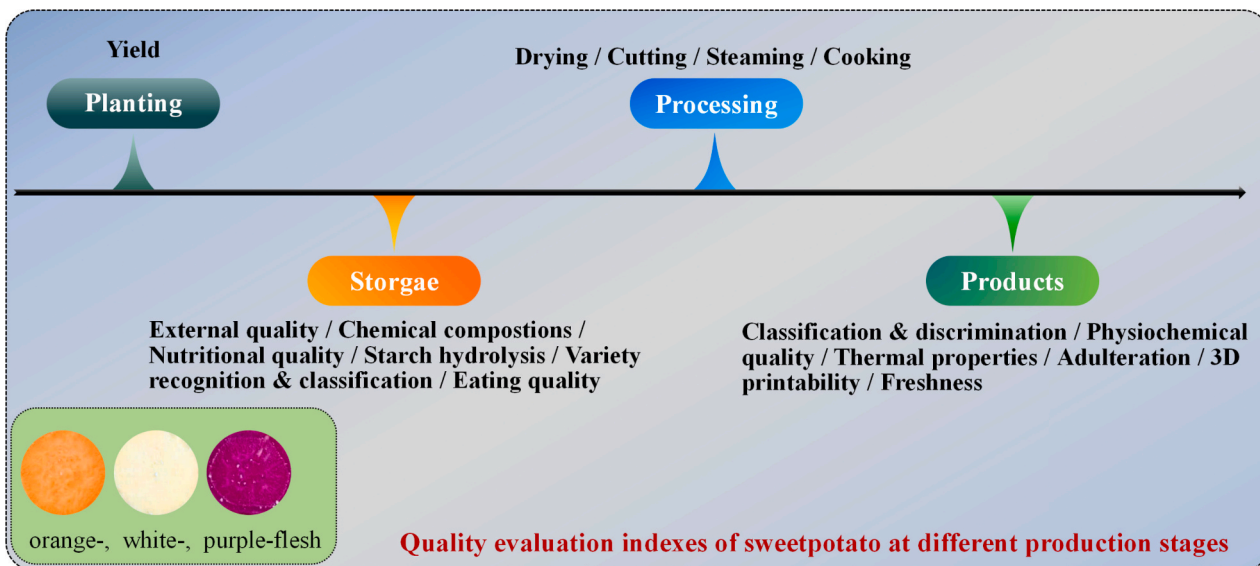 Yield
Planting
Drying / Cutting / Steaming / Cooking
Processing
Storgae
External quality / Chemical compostions /
Nutritional quality / Starch hydrolysis / Variety
recognition & classification / Eating quality
Products
Classification & discrimination / Physiochemical
quality / Thermal properties / Adulteration / 3D
printability / Freshness
orange-, white-, purple-flesh
Quality evaluation indexes of sweetpotato at different production stages